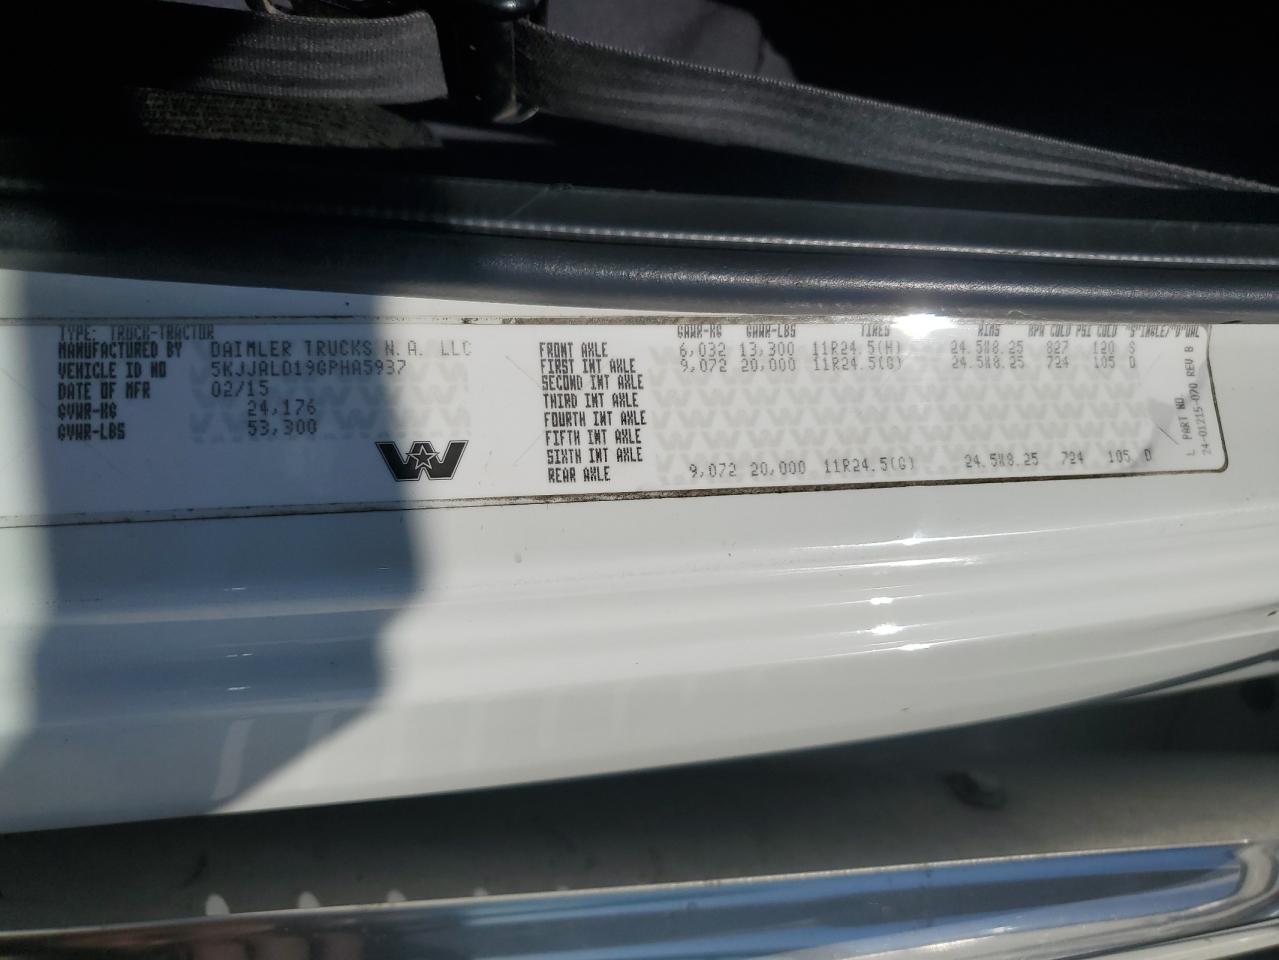 TYPE: TRUCK-TRACTOR
MANUFACTURED BY DAIMLER TRUCKS N.A. LLC
VEHICLE ID NO 5KJJALD19GPHA5937
DATE OF MFR 02/15
GVWR-KG 24,176
GVWR-LBS 53,300
GAWR-KG GAWR-LBS TIRES RIMS KPA COLD PSI COLD "S"INGLE/"D"UAL
FRONT AXLE 6,032 13,300 11R24.5(H) 24.5X8.25 827 120 S
FIRST INT AXLE 9,072 20,000 11R24.5(G) 24.5X8.25 724 105 D
SECOND INT AXLE
THIRD INT AXLE
FOURTH INT AXLE
FIFTH INT AXLE
SIXTH INT AXLE
REAR AXLE 9,072 20,000 11R24.5(G) 24.5X8.25 724 105 D
L PART NO.
24-01215-070 REV B